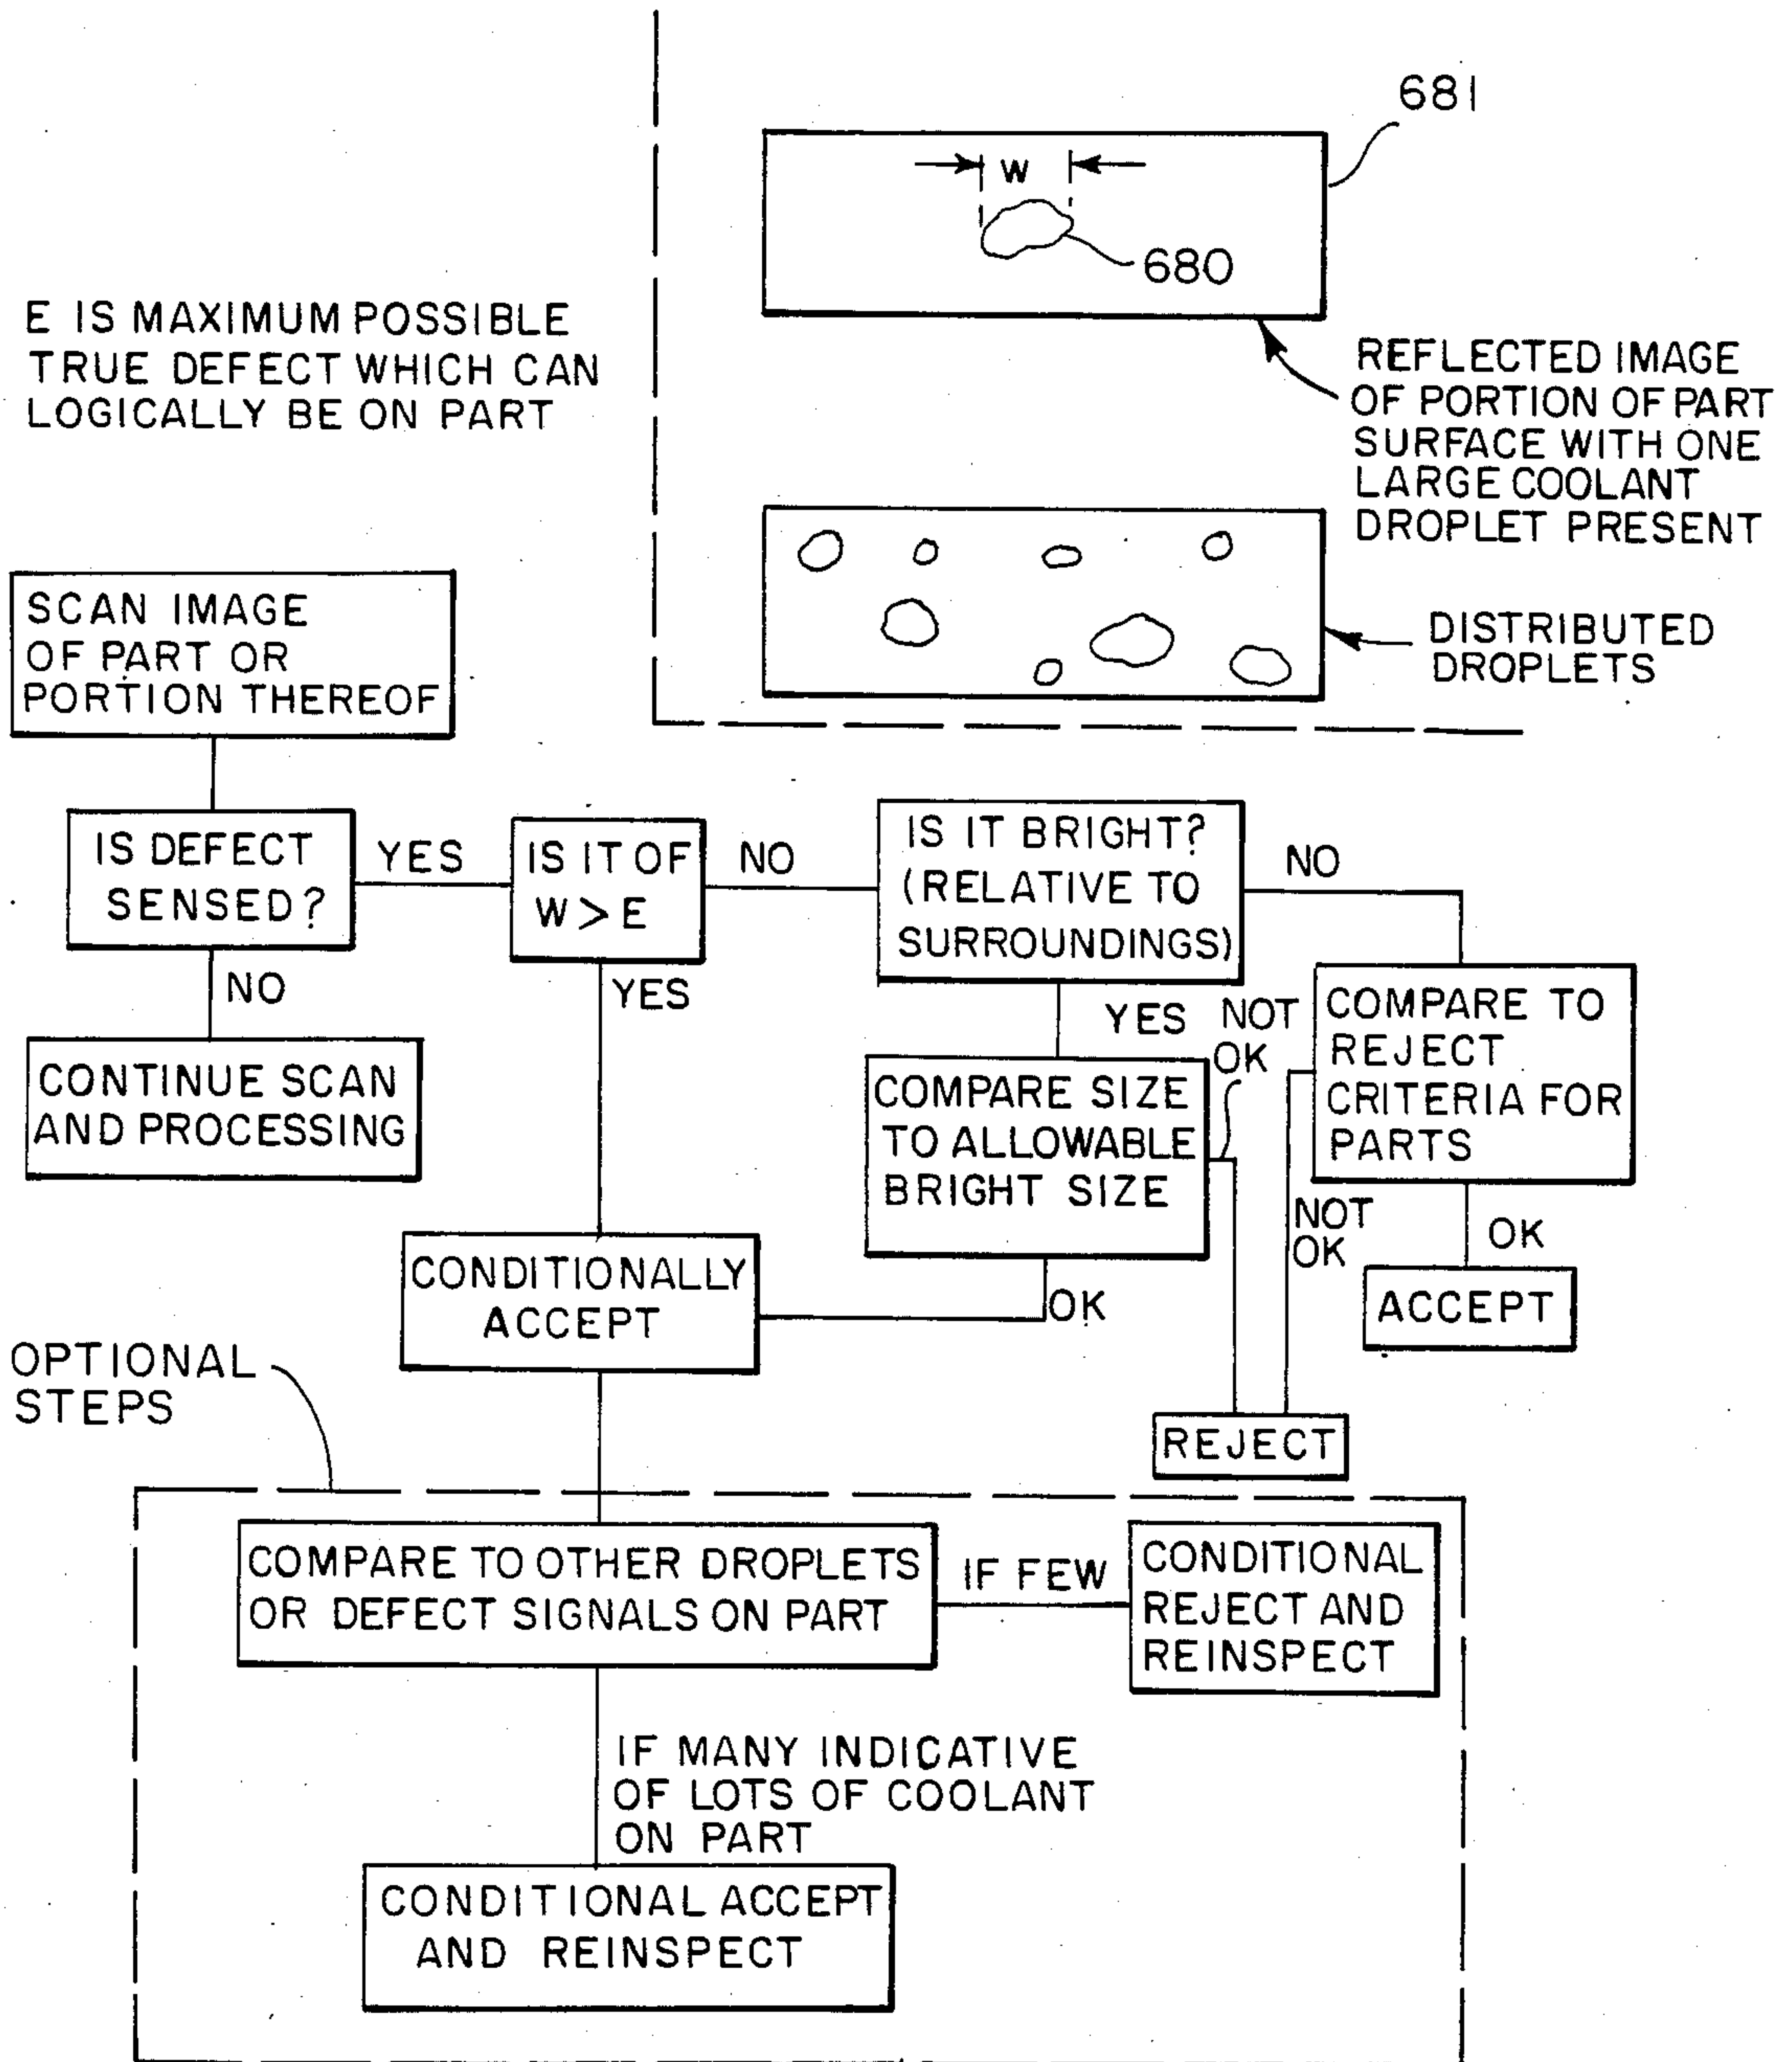 681
W
680
E IS MAXIMUM POSSIBLE
TRUE DEFECT WHICH CAN
LOGICALLY BE ON PART
REFLECTED IMAGE
OF PORTION OF PART
SURFACE WITH ONE
LARGE COOLANT
DROPLET PRESENT
DISTRIBUTED
DROPLETS
SCAN IMAGE
OF PART OR
PORTION THEREOF
IS DEFECT
SENSED?
YES
IS IT OF
W > E
NO
IS IT BRIGHT?
(RELATIVE TO
SURROUNDINGS)
NO
NO
YES
YES
NOT
OK
COMPARE TO
REJECT
CRITERIA FOR
PARTS
CONTINUE SCAN
AND PROCESSING
COMPARE SIZE
TO ALLOWABLE
BRIGHT SIZE
NOT
OK
OK
CONDITIONALLY
ACCEPT
OK
ACCEPT
OPTIONAL
STEPS
REJECT
COMPARE TO OTHER DROPLETS
OR DEFECT SIGNALS ON PART
IF FEW
CONDITIONAL
REJECT AND
REINSPECT
IF MANY INDICATIVE
OF LOTS OF COOLANT
ON PART
CONDITIONAL ACCEPT
AND REINSPECT